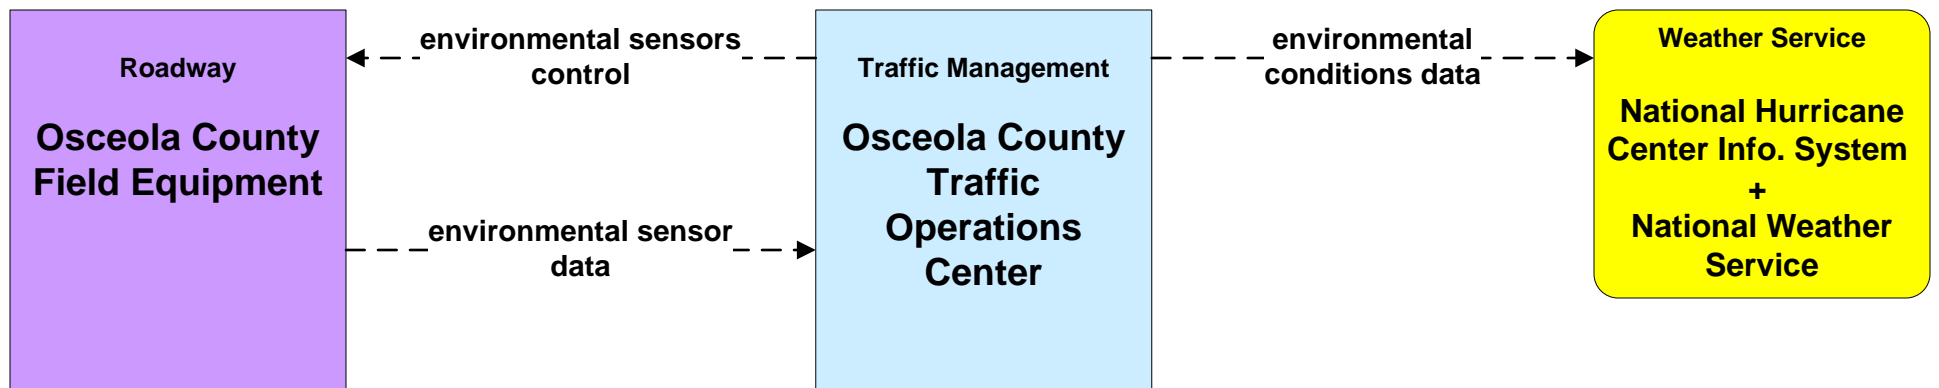 Roadway
Osceola County
Field Equipment
environmental sensors
control
environmental sensor
data
Traffic Management
Osceola County
Traffic
Operations
Center
environmental
conditions data
Weather Service
National Hurricane
Center Info. System
+
National Weather
Service